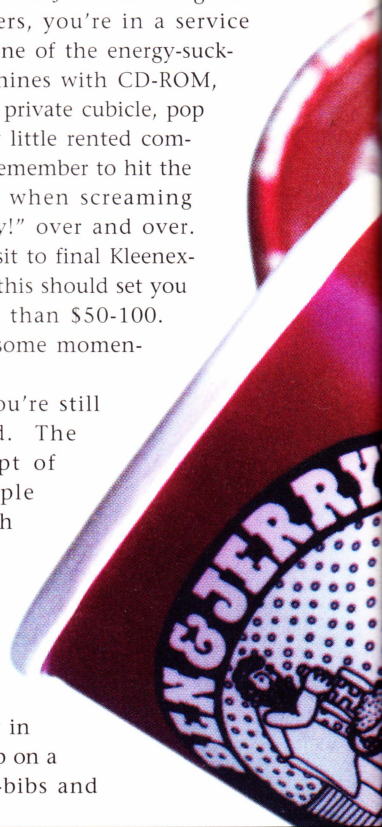 ers, you're in a service
ne of the energy-suck-
hines with CD-ROM,
private cubicle, pop
little rented com-
emember to hit the
when screaming
y!" over and over.
sit to final Kleenex-
this should set you
than $50-100.
some momen-
ou're still
d. The
pt of
ple
h
in
p on a
-bibs and
BEN & JERRY